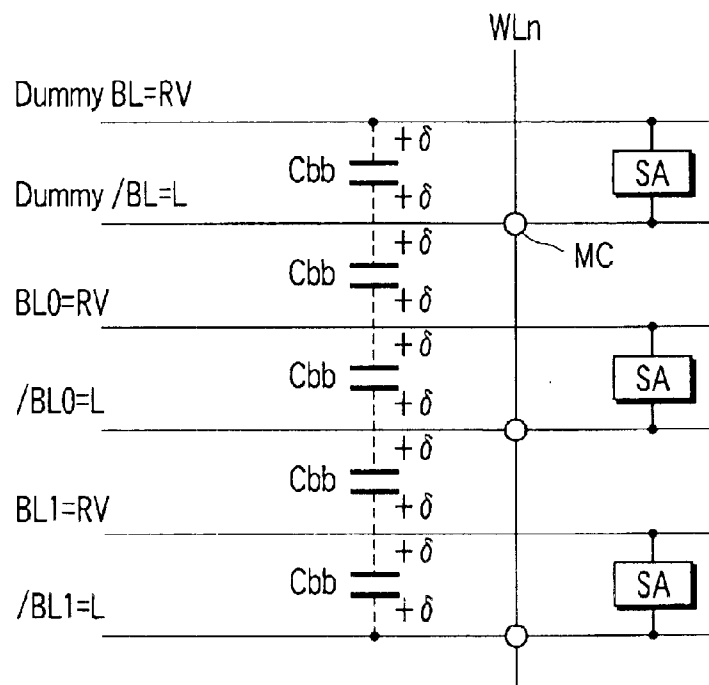 WLn
Dummy BL=RV
+δ
Cbb
SA
Dummy /BL=L
+δ
+δ
MC
Cbb
BL0=RV
+δ
+δ
Cbb
SA
/BL0=L
+δ
+δ
Cbb
BL1=RV
+δ
+δ
Cbb
SA
/BL1=L
+δ